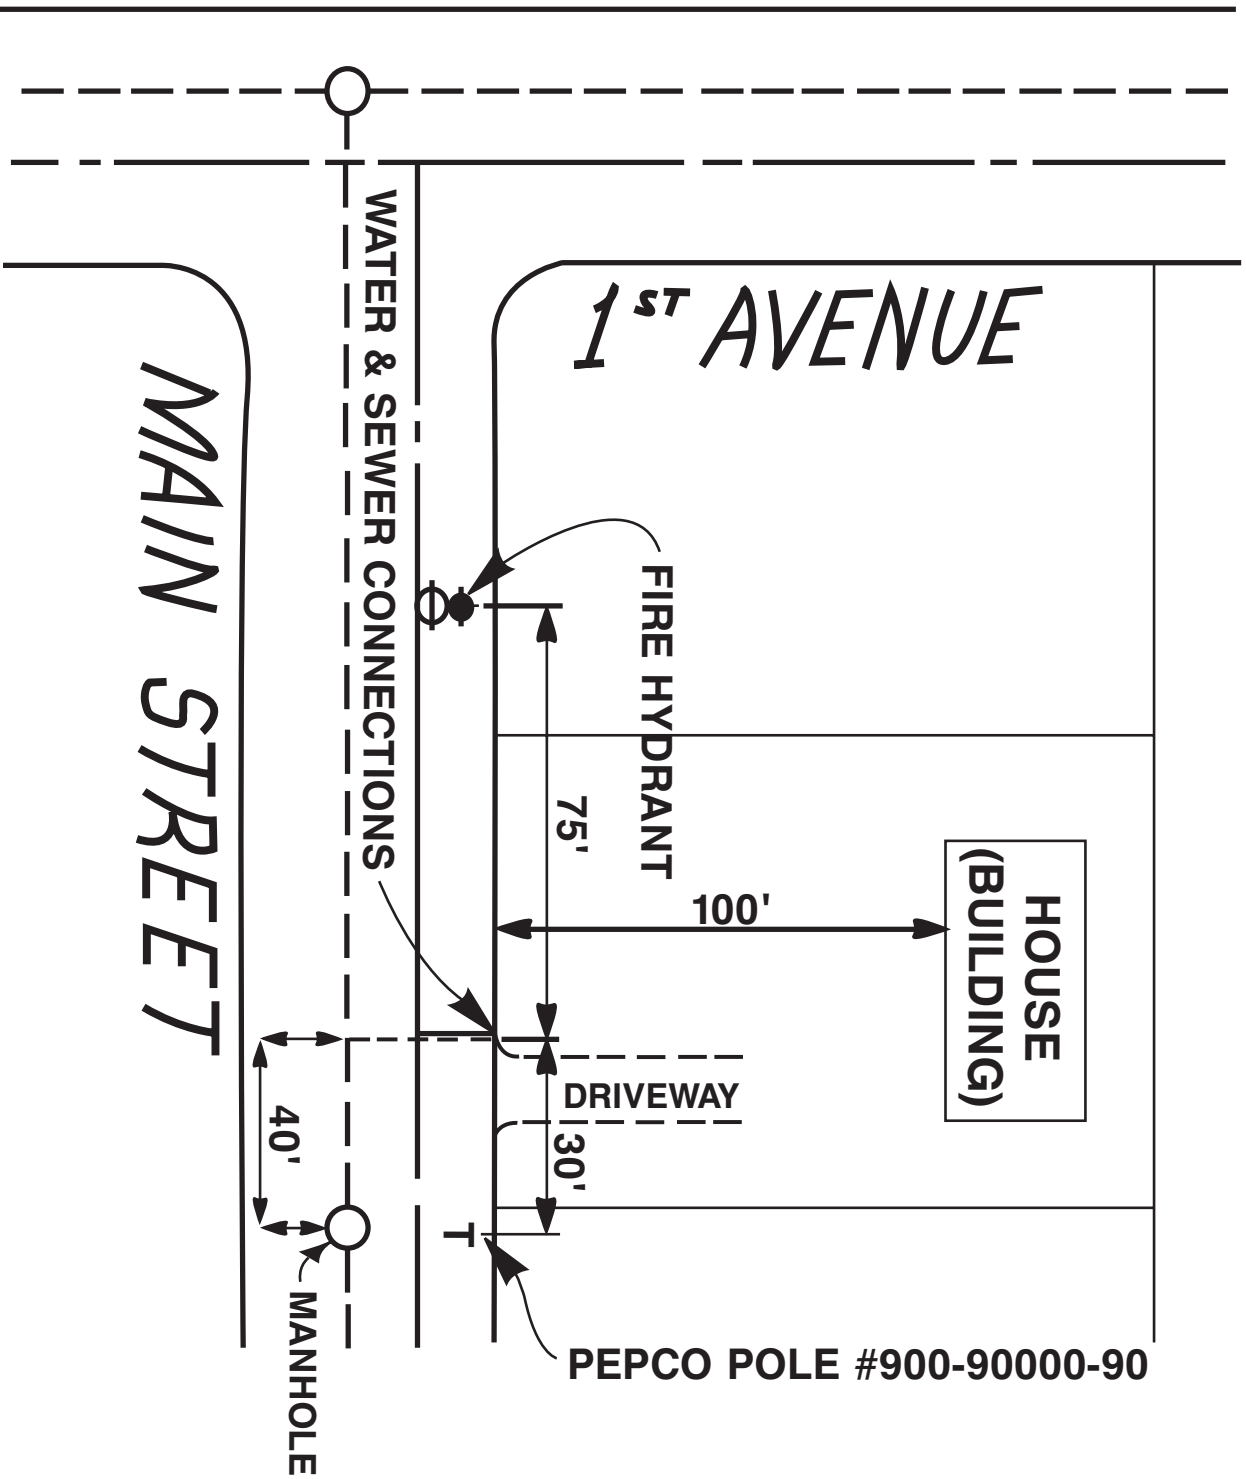 1ST AVENUE
WATER & SEWER CONNECTIONS
MAIN STREET
FIRE HYDRANT
75'
100'
HOUSE
(BUILDING)
DRIVEWAY
30'
40'
T
MANHOLE
PEPCO POLE #900-90000-90